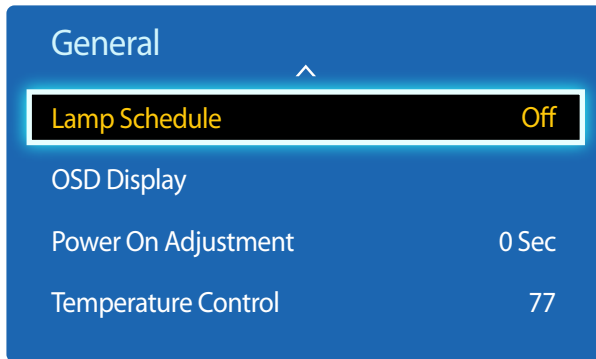 General
Lamp Schedule Off
OSD Display
Power On Adjustment 0 Sec
Temperature Control 77